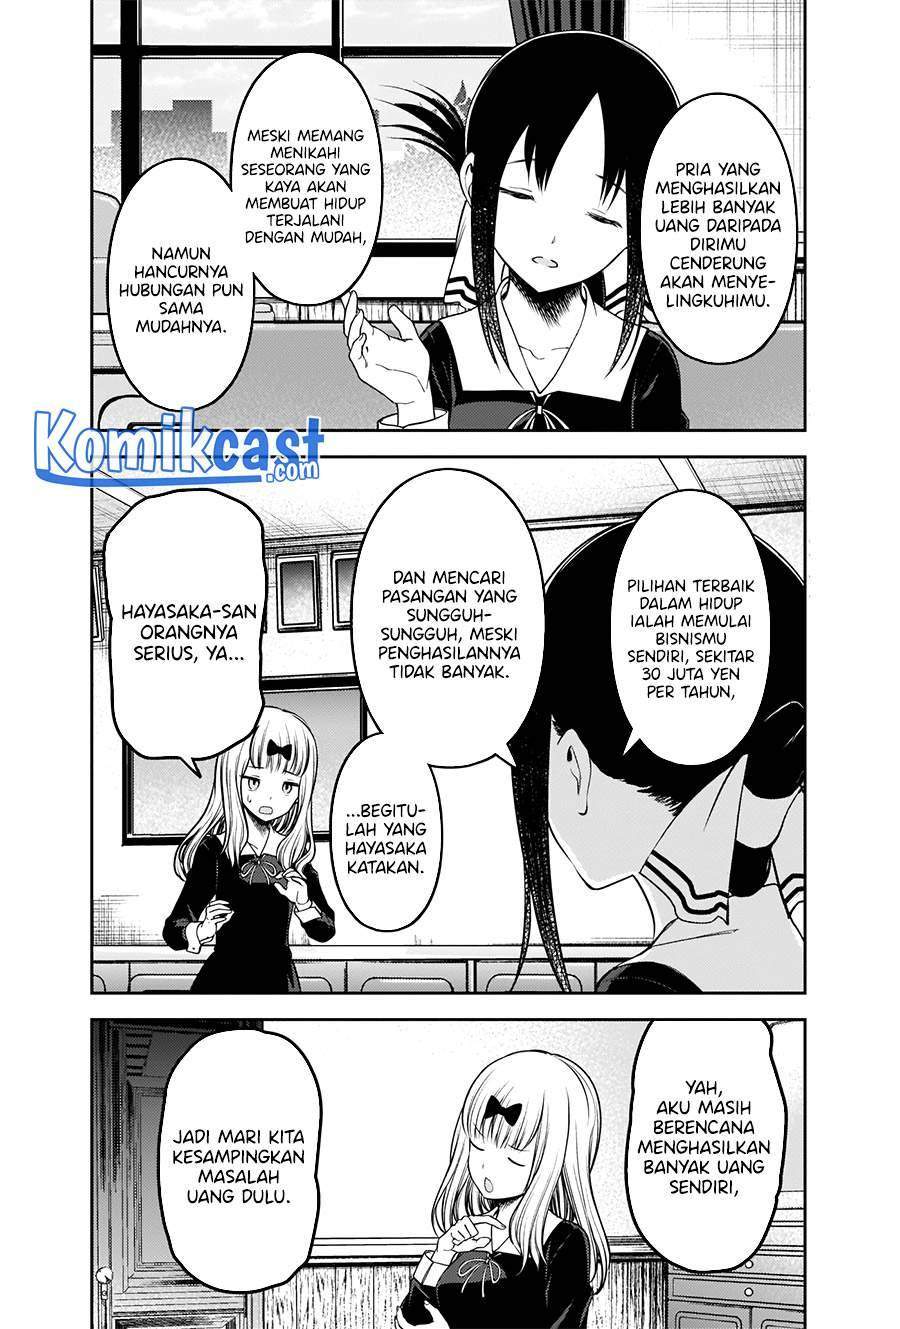 PRIA YANG
MENGHASILKAN
LEBIH BANYAK
UANG DARIPADA
DIRIMU
CENDERUNG
AKAN MENYE-
LINGKUHIMU.
MESKI MEMANG
MENIKAHI
SESEORANG YANG
KAYA AKAN
MEMBUAT HIDUP
TERJALANI
DENGAN MUDAH,
NAMUN
HANCURNYA
HUBUNGAN PUN
SAMA
MUDAHNYA.
Komikcast
.com
PILIHAN TERBAIK
DALAM HIDUP
IALAH MEMULAI
BISNISMU
SENDIRI, SEKITAR
30 JUTA YEN
PER TAHUN,
DAN MENCARI
PASANGAN YANG
SUNGGUH-
SUNGGUH, MESKI
PENGHASILANNYA
TIDAK BANYAK.
...BEGITU-
LAH YANG
HAYASAKA
KATAKAN.
HAYASAKA-SAN
ORANGNYA
SERIUS, YA...
YAH,
AKU MASIH
BERENCANA
MENGHASILKAN
BANYAK UANG
SENDIRI,
JADI MARI KITA
KESAMPINGKAN
MASALAH
UANG DULU.